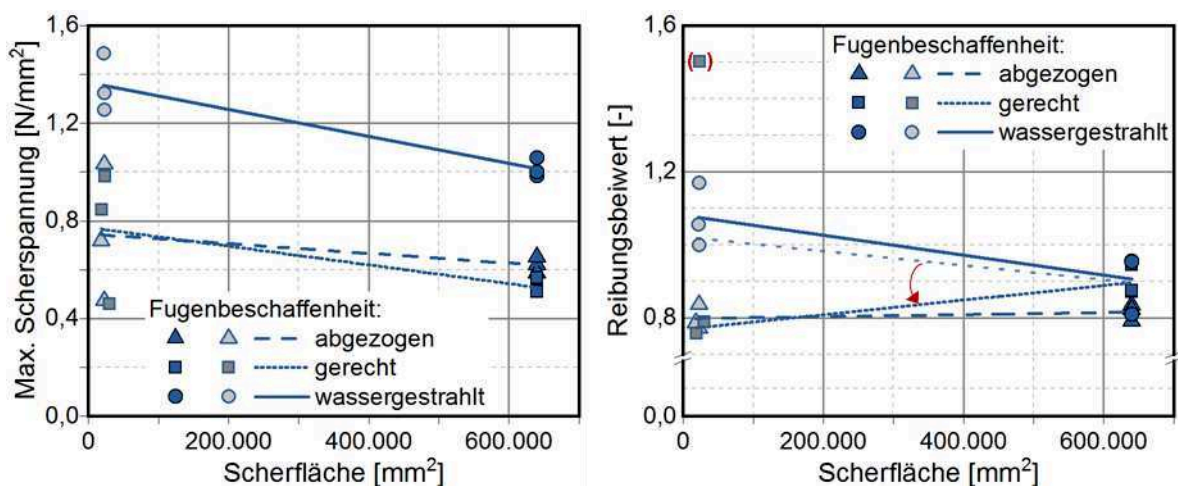 Max. Scherspannung [N/mm²]
1,6
1,2
0,8
0,4
0,0
Fugenbeschaffenheit:
abgezogen
gerecht
wassergestrahlt
0
200.000
400.000
600.000
Scherfläche [mm²]
Reibungsbeiwert [-]
1,6
1,2
0,8
0,0
( )
Fugenbeschaffenheit:
abgezogen
gerecht
wassergestrahlt
0
200.000
400.000
600.000
Scherfläche [mm²]